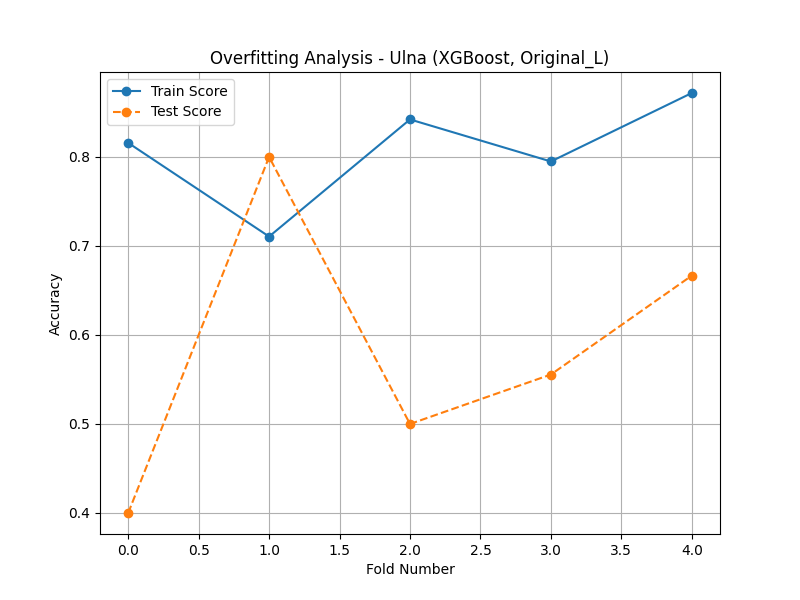 Overfitting Analysis - Ulna (XGBoost, Original_L)
Train Score
Test Score
0.8
0.7
0.6
0.5
0.4
Accuracy
0.0 0.5 1.0 1.5 2.0 2.5 3.0 3.5 4.0
Fold Number